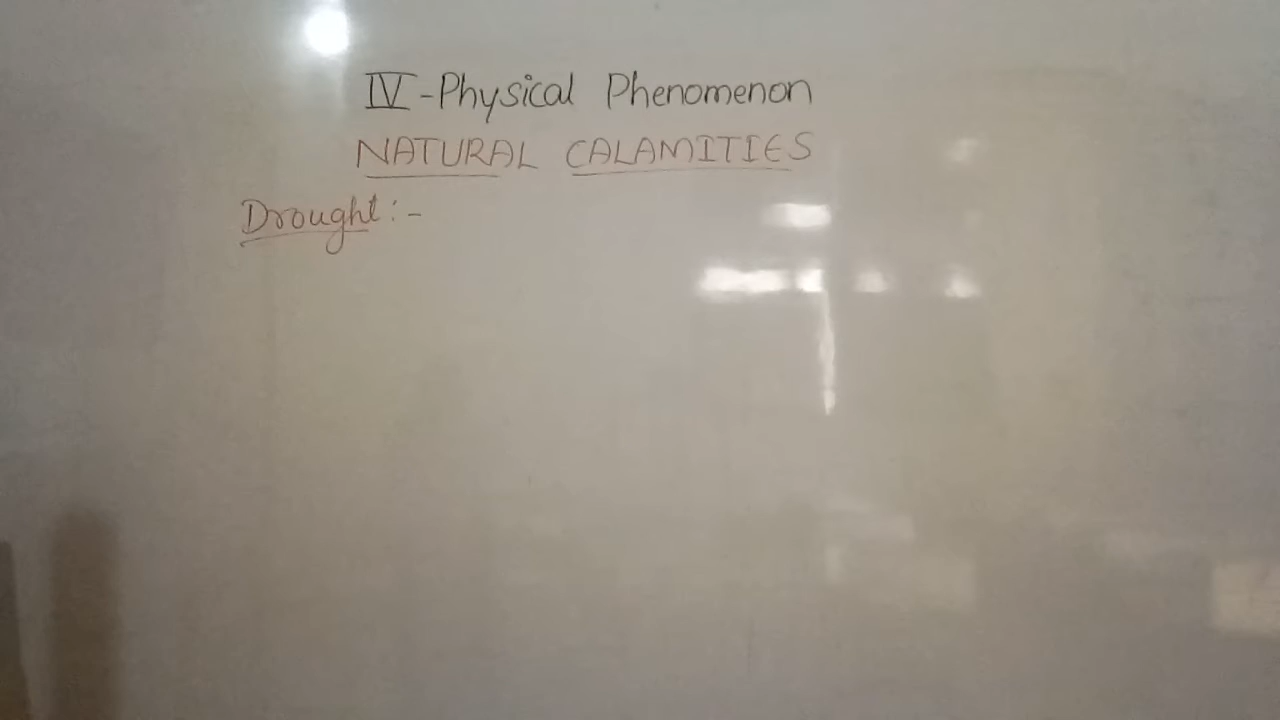 IV - Physical Phenomenon
NATURAL CALAMITIES
Drought :-